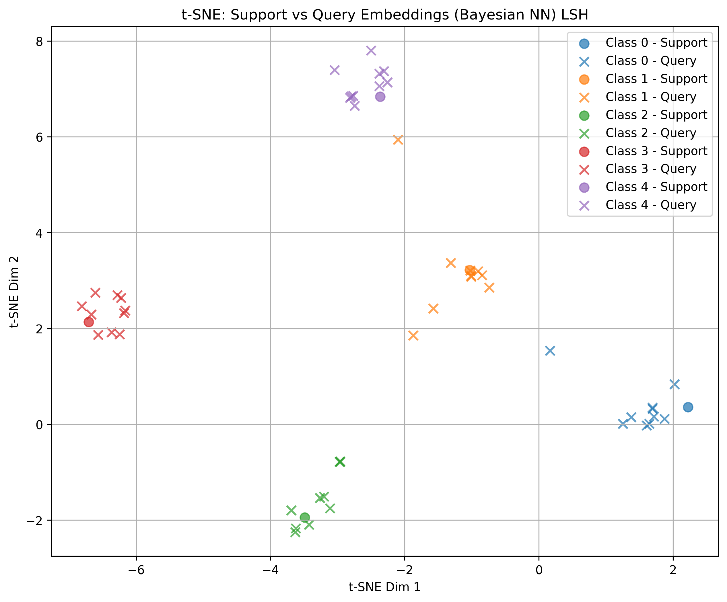 t-SNE: Support vs Query Embeddings (Bayesian NN) LSH
8
6
4
2
0
−2
t-SNE Dim 2
−6
−4
−2
0
2
t-SNE Dim 1
Class 0 - Support
Class 0 - Query
Class 1 - Support
Class 1 - Query
Class 2 - Support
Class 2 - Query
Class 3 - Support
Class 3 - Query
Class 4 - Support
Class 4 - Query